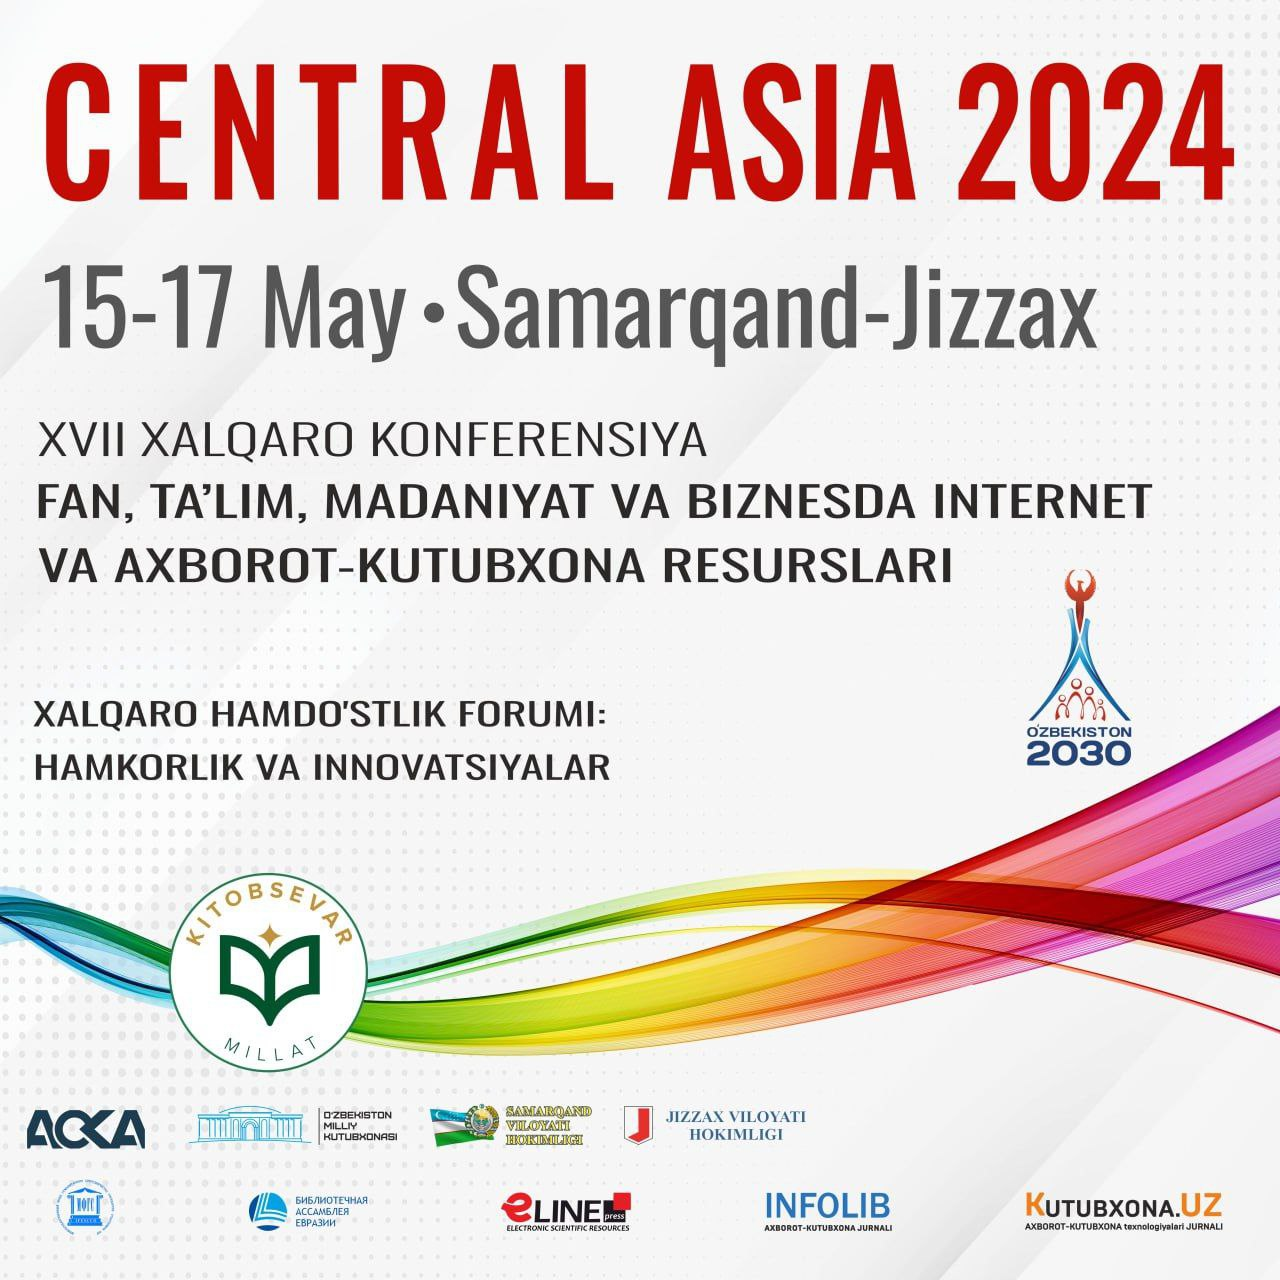 CENTRAL ASIA 2024
15-17 May • Samarqand-Jizzax
XVII XALQARO KONFERENSIYA
FAN, TA’LIM, MADANIYAT VA BIZNESDA INTERNET
VA AXBOROT-KUTUBXONA RESURSLARI
O'ZBEKISTON
2030
XALQARO HAMDO'STLIK FORUMI:
HAMKORLIK VA INNOVATSIYALAR
KITOBSEVAR
MILLAT
O'ZBEKISTON
MILLIY
KUTUBXONASI
SAMARQAND
VILOYATI
HOKIMLIGI
JIZZAX VILOYATI
HOKIMLIGI
БИБЛИОТЕЧНАЯ
АССАМБЛЕЯ
ЕВРАЗИИ
eLINE press
ELECTRONIC SCIENTIFIC RESOURCES
INFOLIB
AXBOROT-KUTUBXONA JURNALI
KUTUBXONA.UZ
AXBOROT-KUTUBXONA texnologiyalari JURNALI